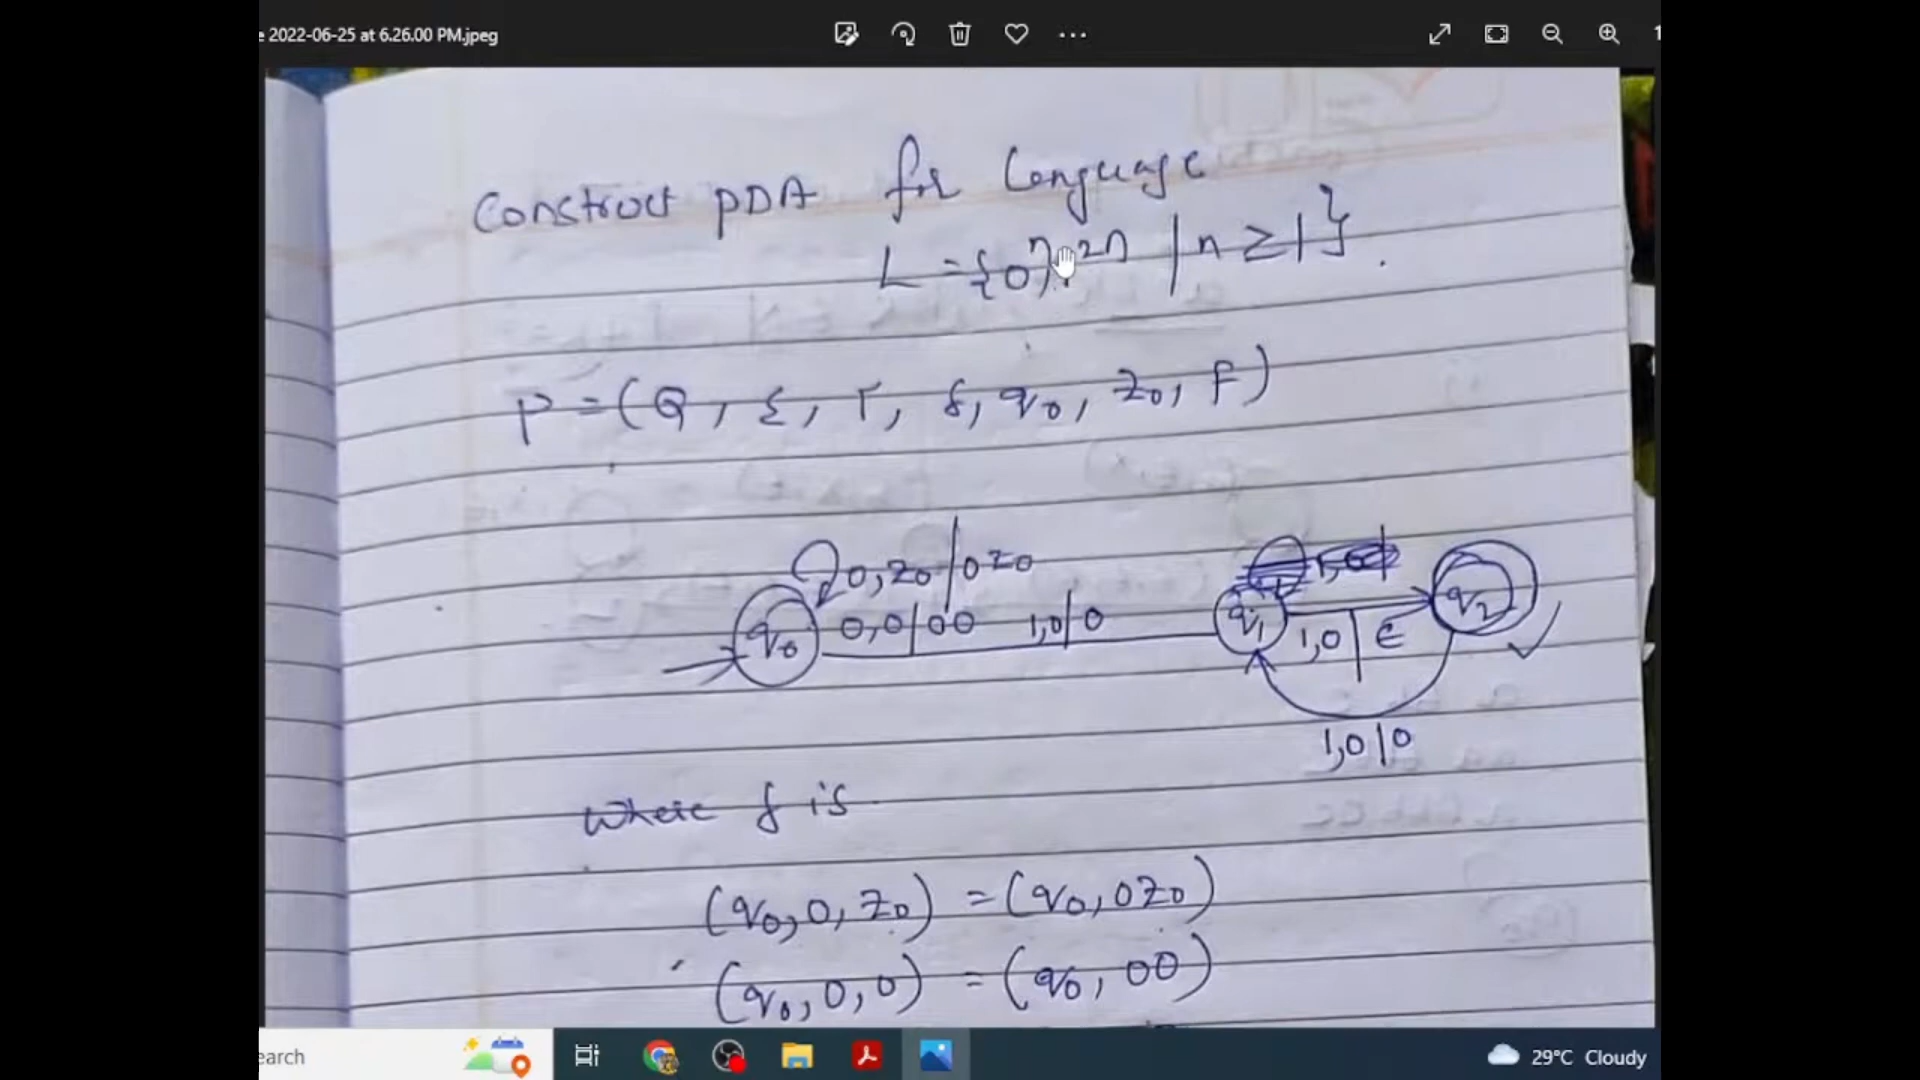 e 2022-06-25 at 6.26.00 PM.jpeg
Construct PDA for Language
L = {0ⁿ1²ⁿ | n ≥ 1}.
P = (Q, Σ, Γ, δ, q₀, z₀, F)
0, z₀ | 0z₀
0,0 | 00 1,0 | 0
q₀ q₁ 1,0 | ε q₂
1,0 | 0
where δ is
(q₀, 0, z₀) = (q₀, 0z₀)
(q₀, 0, 0) = (q₀, 00)
earch
29°C Cloudy